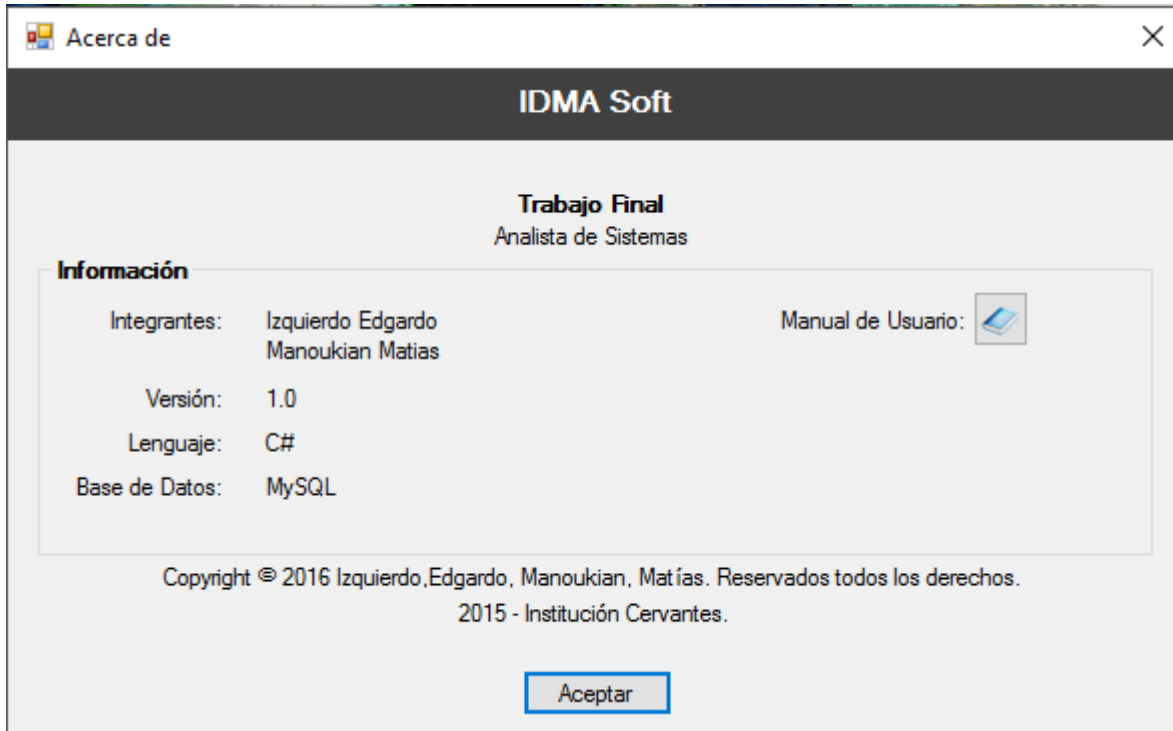 Acerca de
IDMA Soft
Trabajo Final
Analista de Sistemas
Información
Integrantes: Izquierdo Edgardo
Manoukian Matias
Manual de Usuario:
Versión: 1.0
Lenguaje: C#
Base de Datos: MySQL
Copyright © 2016 Izquierdo,Edgardo, Manoukian, Matías. Reservados todos los derechos.
2015 - Institución Cervantes.
Aceptar